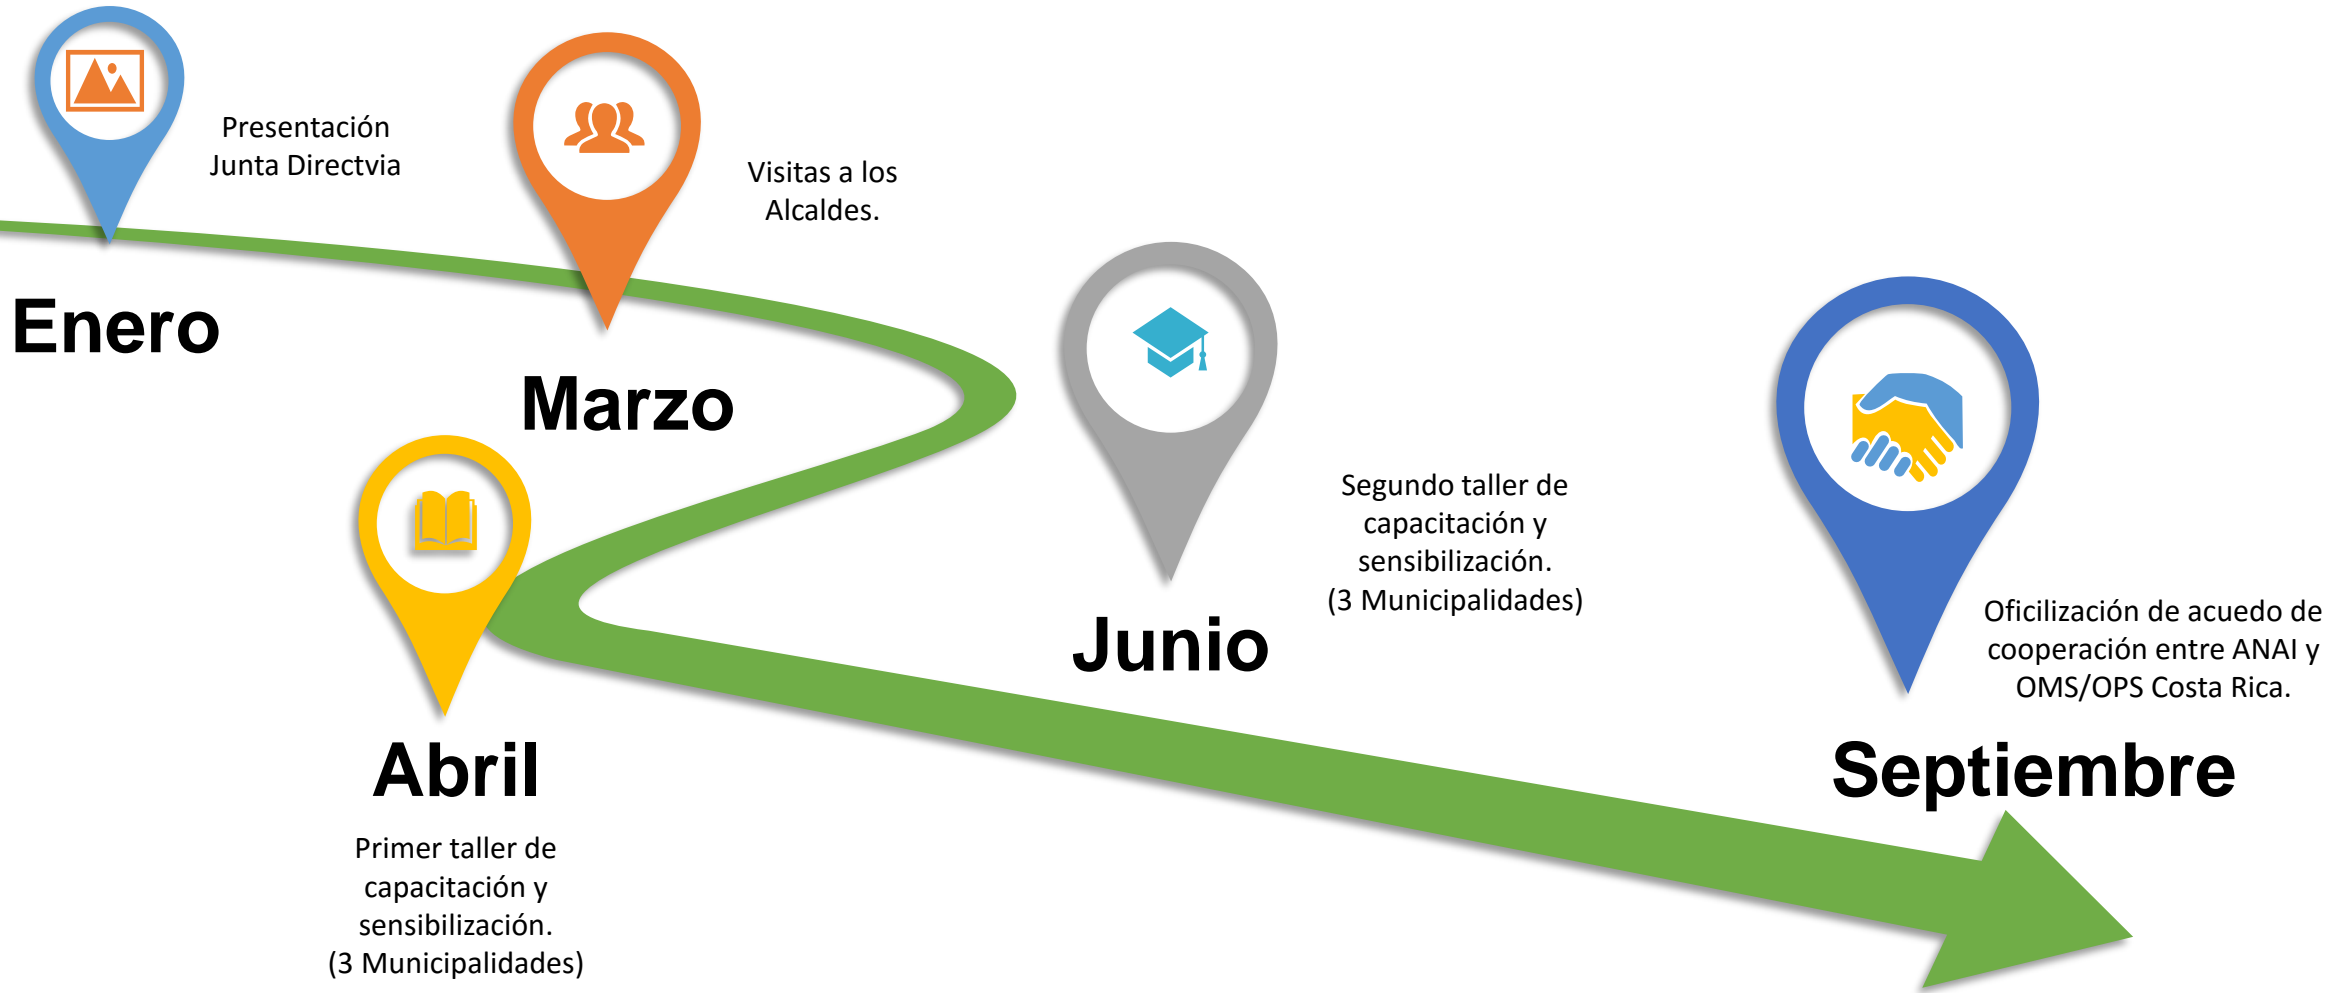 Presentación
Junta Directvia
Enero
Visitas a los
Alcaldes.
Marzo
Abril
Primer taller de
capacitación y
sensibilización.
(3 Municipalidades)
Segundo taller de
capacitación y
sensibilización.
(3 Municipalidades)
Junio
Oficilización de acuedo de
cooperación entre ANAI y
OMS/OPS Costa Rica.
Septiembre